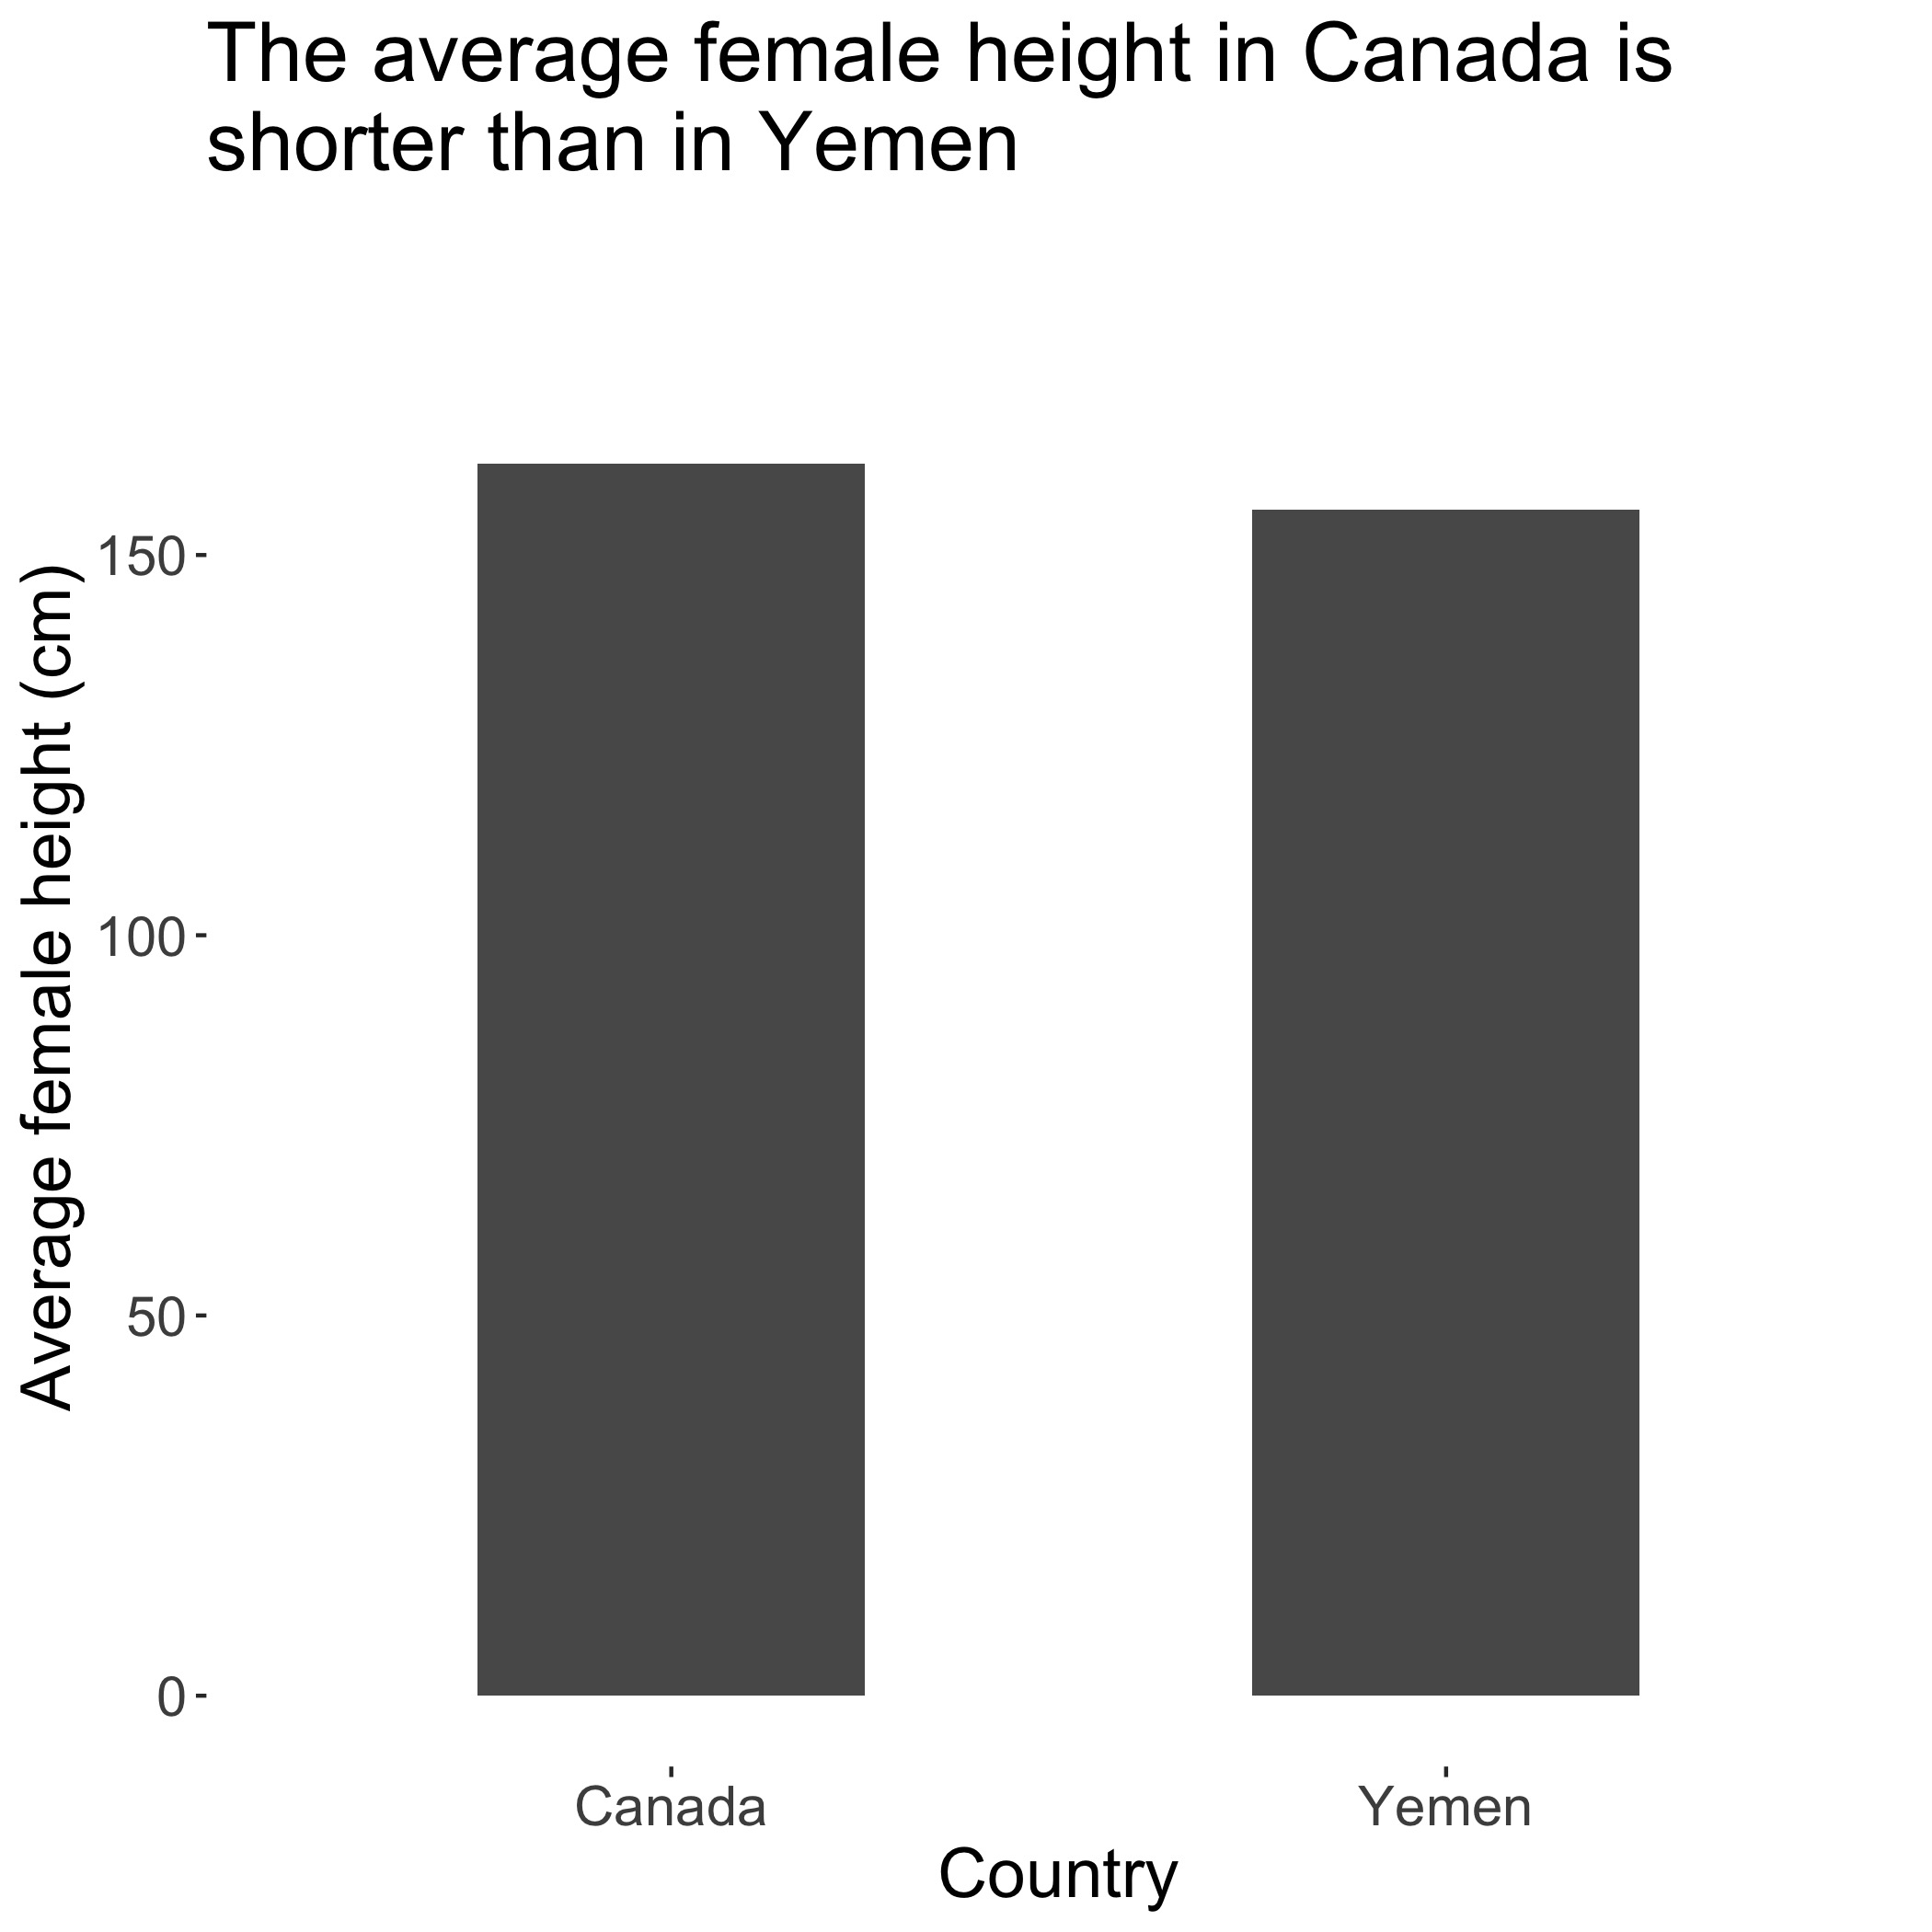 The average female height in Canada is
shorter than in Yemen
Average female height (cm)
150
100
50
0
Canada
Yemen
Country